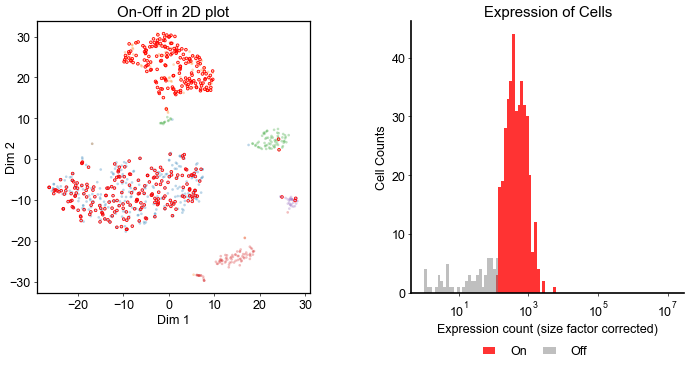 On-Off in 2D plot
Dim 2
30
20
10
0
−10
−20
−30
−20 −10 0 10 20 30
Dim 1
Expression of Cells
Cell Counts
40
30
20
10
0
10^1 10^3 10^5 10^7
Expression count (size factor corrected)
On Off